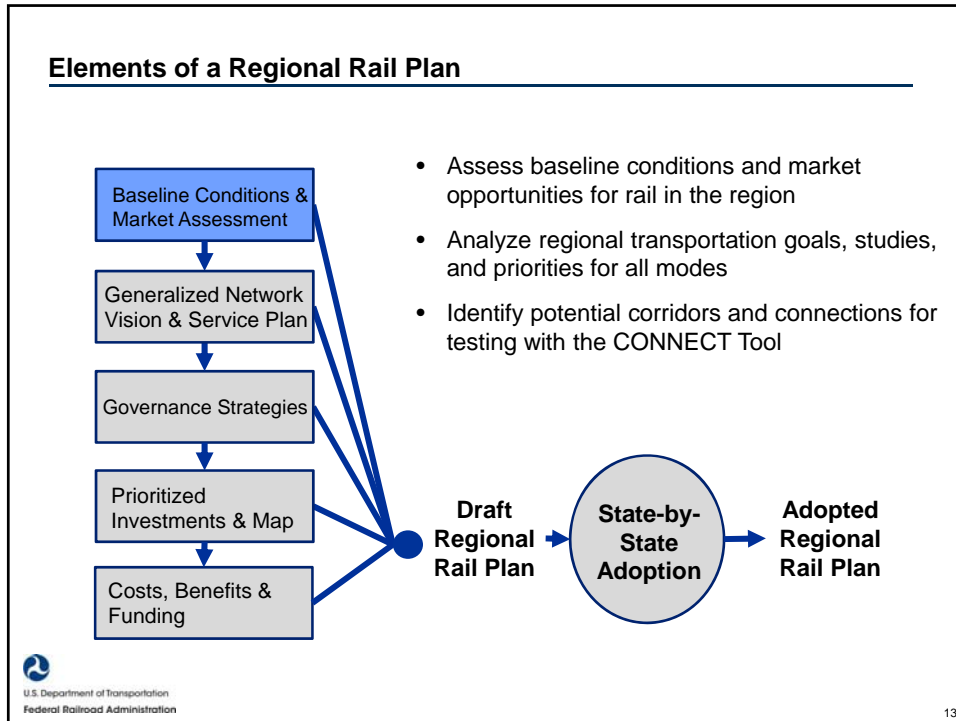 Elements of a Regional Rail Plan
Baseline Conditions &
Market Assessment
Generalized Network
Vision & Service Plan
Governance Strategies
Prioritized
Investments & Map
Costs, Benefits &
Funding
• Assess baseline conditions and market
opportunities for rail in the region
• Analyze regional transportation goals, studies,
and priorities for all modes
• Identify potential corridors and connections for
testing with the CONNECT Tool
Draft
Regional
Rail Plan
State-by-
State
Adoption
Adopted
Regional
Rail Plan
U.S. Department of Transportation
Federal Railroad Administration
13